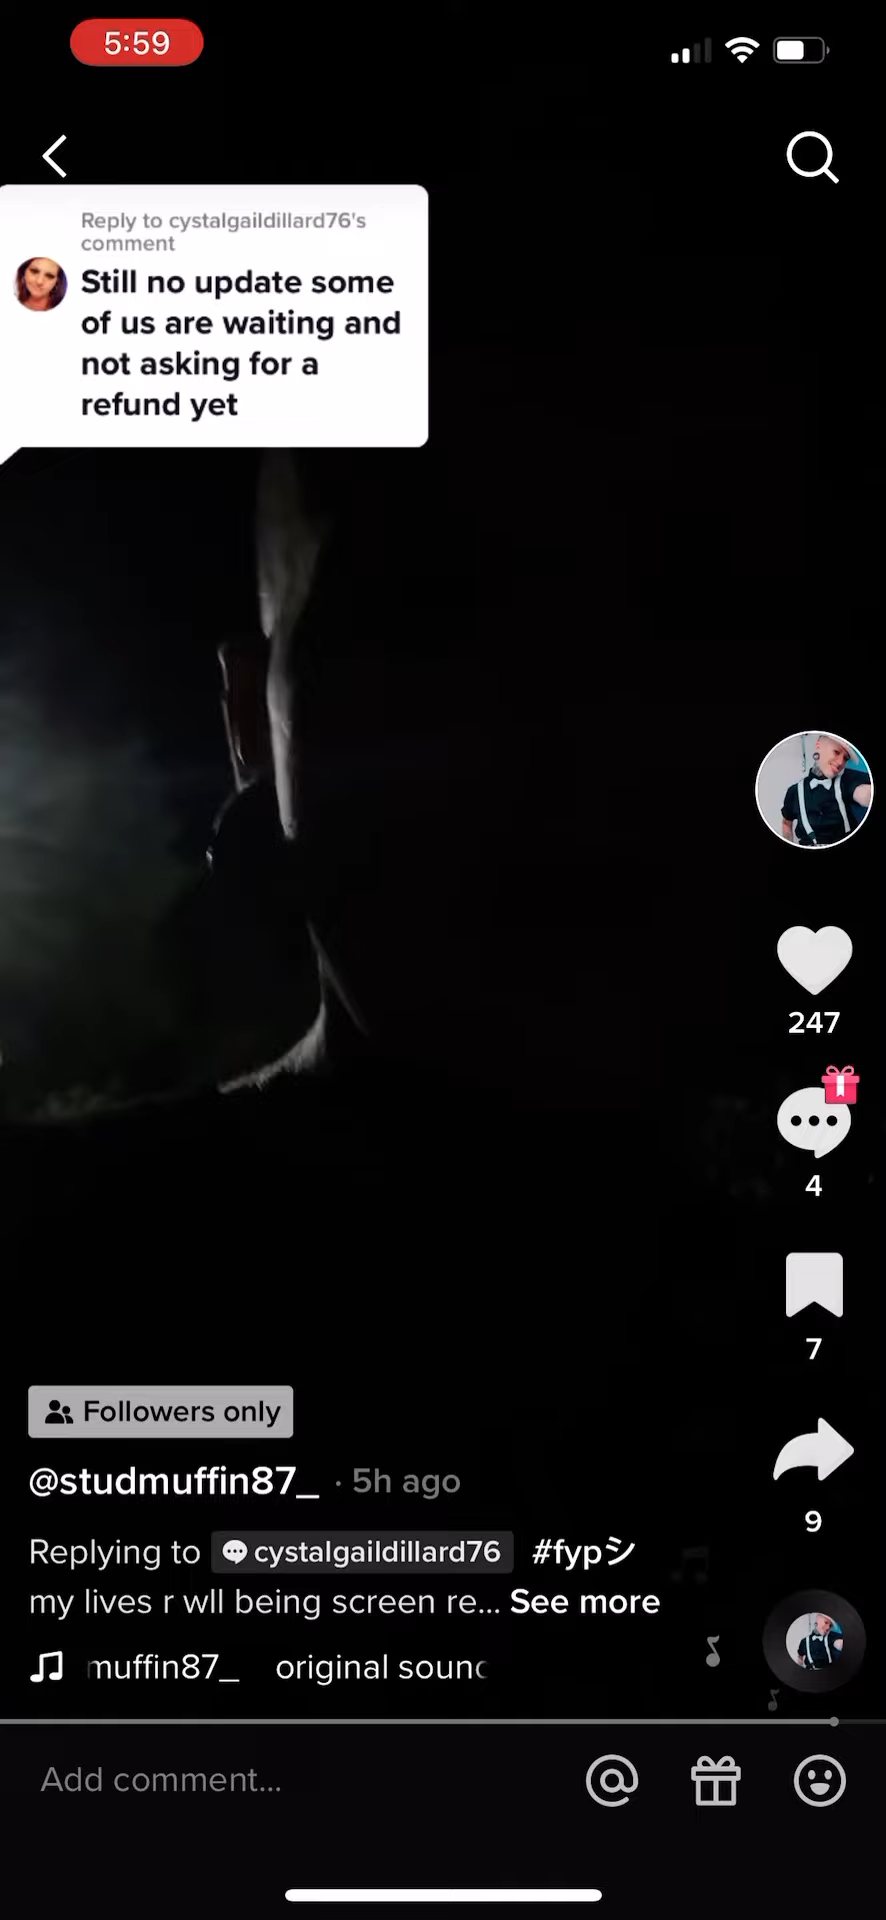 5:59
Reply to cystalgaildillard76's
comment
Still no update some
of us are waiting and
not asking for a
refund yet
247
4
7
9
Followers only
@studmuffin87_ · 5h ago
Replying to cystalgaildillard76 #fypシ
my lives r wll being screen re... See more
muffin87_ original sound
Add comment...